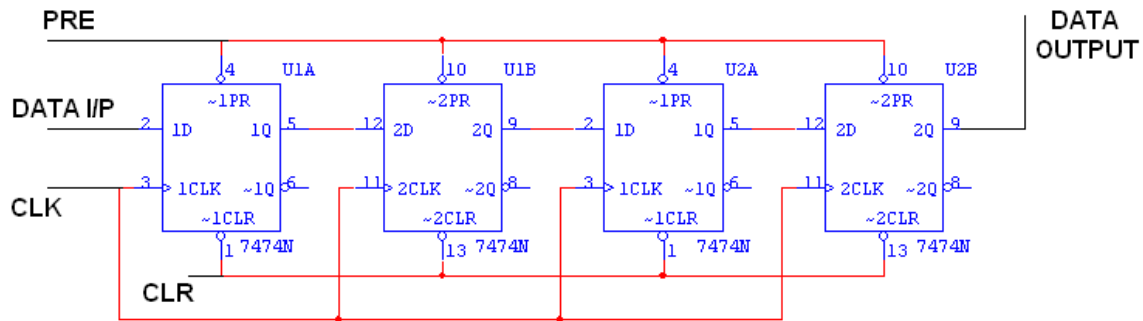 PRE
DATA
OUTPUT
4 U1A 10 U1B 4 U2A 10 U2B
~1PR ~2PR ~1PR ~2PR
DATA I/P
2 1D 1Q 5 12 2D 2Q 9 2 1D 1Q 5 12 2D 2Q 9
3 1CLK ~1Q 6 11 2CLK ~2Q 8 3 1CLK ~1Q 6 11 2CLK ~2Q 8
CLK
~1CLR ~2CLR ~1CLR ~2CLR
1 7474N 13 7474N 1 7474N 13 7474N
CLR